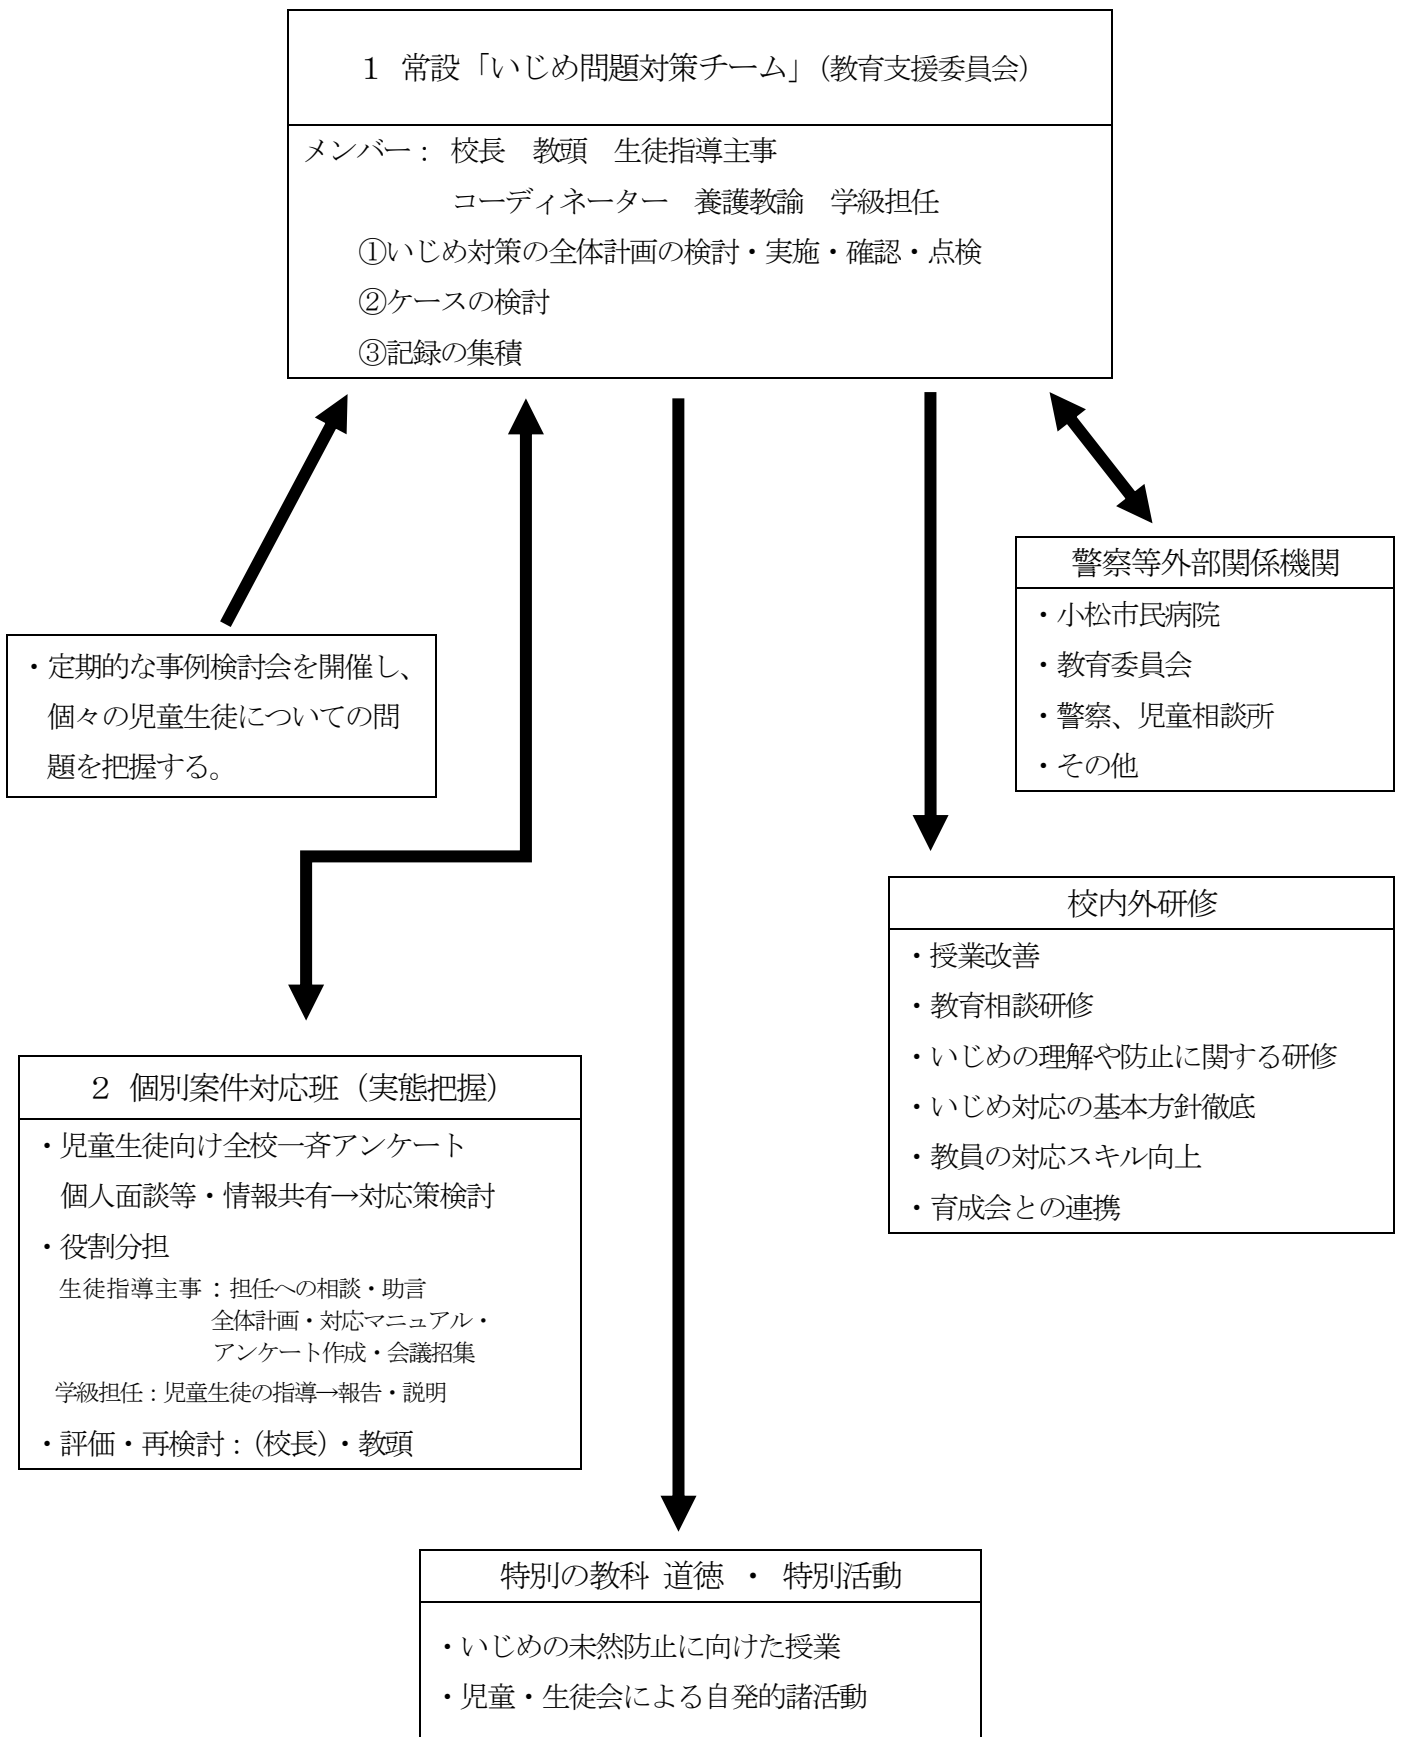 １ 常設「いじめ問題対策チーム」（教育支援委員会）
メンバー： 校長　教頭　生徒指導主事
コーディネーター　養護教諭　学級担任
①いじめ対策の全体計画の検討・実施・確認・点検
②ケースの検討
③記録の集積
・定期的な事例検討会を開催し、
個々の児童生徒についての問
題を把握する。
警察等外部関係機関
・小松市民病院
・教育委員会
・警察、児童相談所
・その他
校内外研修
・授業改善
・教育相談研修
・いじめの理解や防止に関する研修
・いじめ対応の基本方針徹底
・教員の対応スキル向上
・育成会との連携
２ 個別案件対応班（実態把握）
・児童生徒向け全校一斉アンケート
個人面談等・情報共有→対応策検討
・役割分担
生徒指導主事：担任への相談・助言
全体計画・対応マニュアル・
アンケート作成・会議招集
学級担任：児童生徒の指導→報告・説明
・評価・再検討：（校長）・教頭
特別の教科 道徳 ・ 特別活動
・いじめの未然防止に向けた授業
・児童・生徒会による自発的諸活動